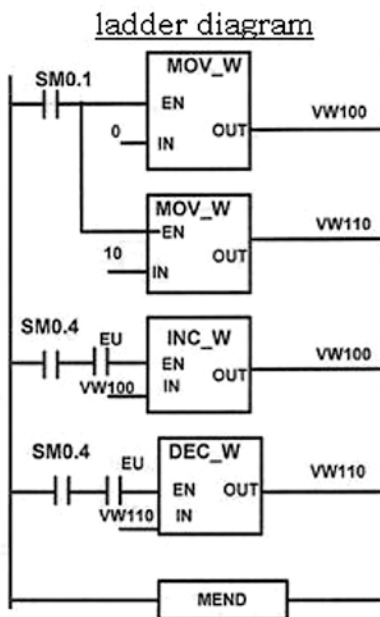 ladder diagram
SM0.1
MOV_W
EN
0
IN
OUT
VW100
MOV_W
EN
10
IN
OUT
VW110
SM0.4
EU
INC_W
EN
VW100
IN
OUT
VW100
SM0.4
EU
DEC_W
EN
OUT
VW110
VW110
IN
MEND